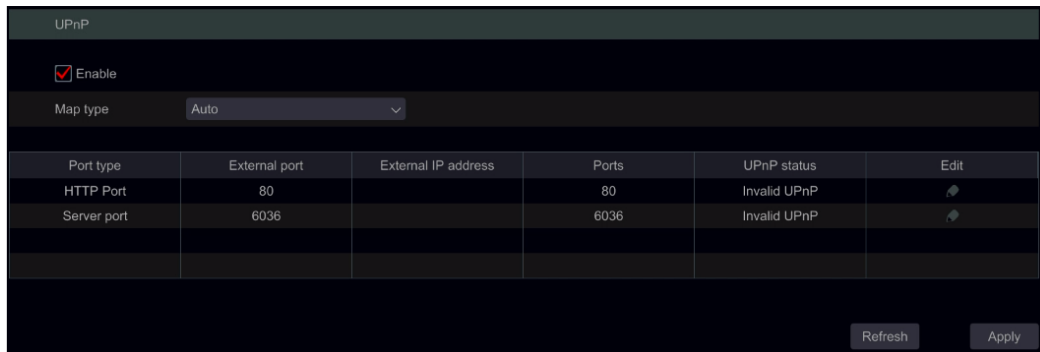 UPnP
Enable
Map type Auto
Port type External port External IP address Ports UPnP status Edit
HTTP Port 80 80 Invalid UPnP
Server port 6036 6036 Invalid UPnP
Refresh Apply